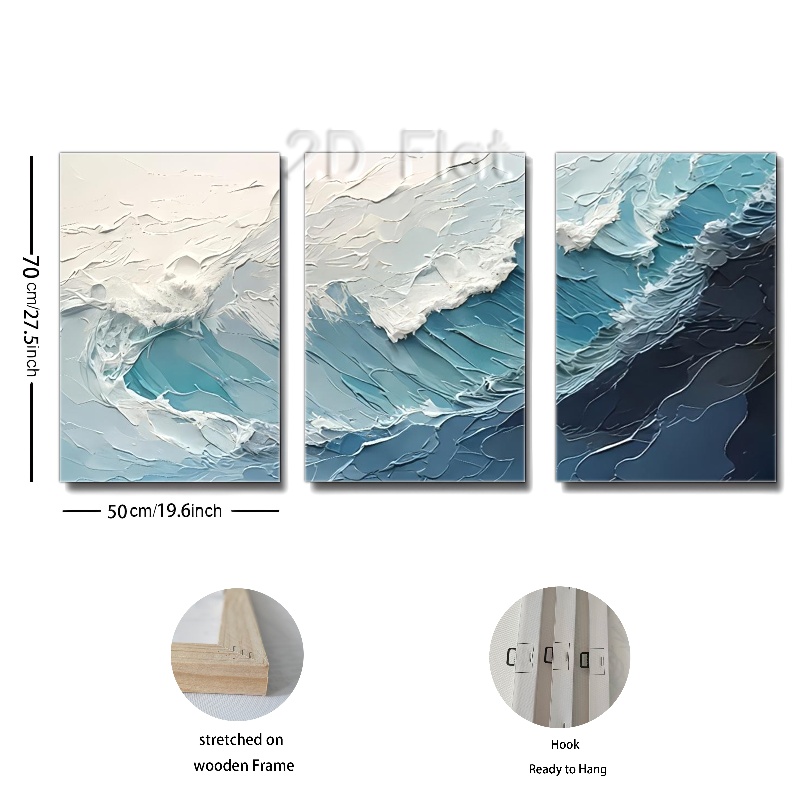 2D Flat
70 cm/27.5inch
50 cm/19.6inch
stretched on
wooden Frame
Hook
Ready to Hang